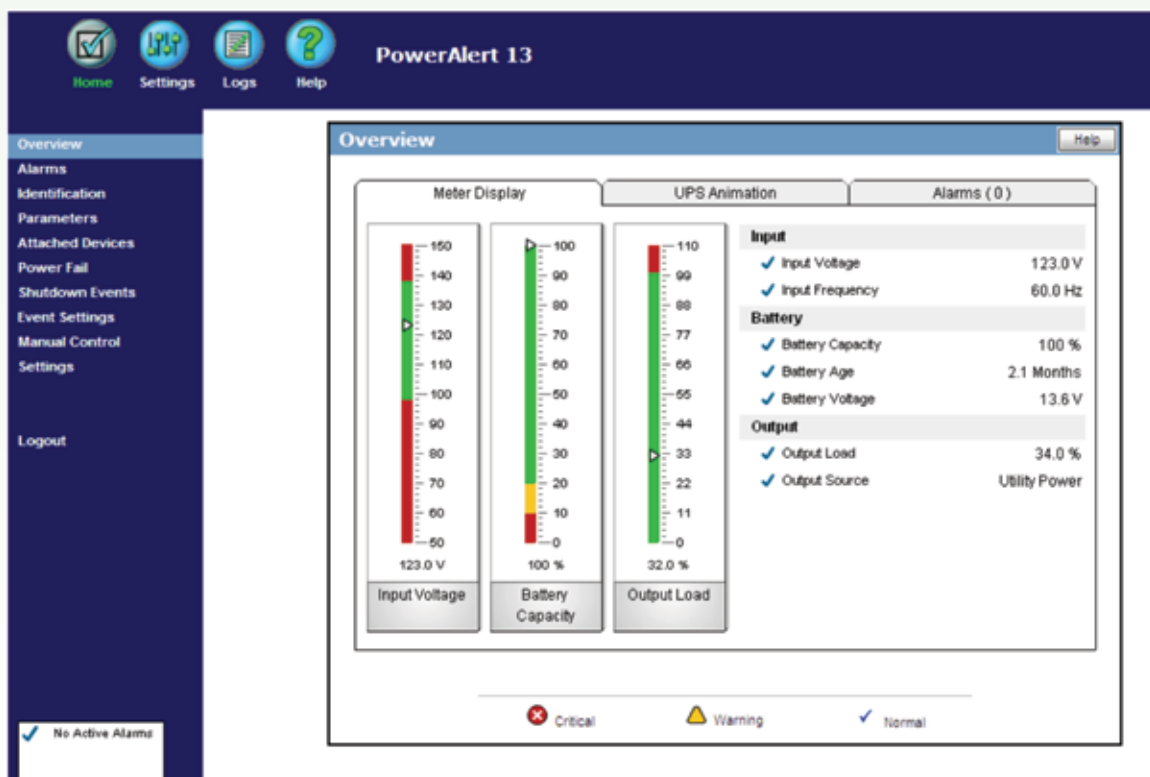 PowerAlert 13
Home
Settings
Logs
Help
Overview
Alarms
Identification
Parameters
Attached Devices
Power Fail
Shutdown Events
Event Settings
Manual Control
Settings
Logout
No Active Alarms
Overview
Help
Meter Display
UPS Animation
Alarms ( 0 )
150
140
130
120
110
100
90
80
70
60
50
123.0 V
Input Voltage
100
90
80
70
60
50
40
30
20
10
0
100 %
Battery
Capacity
110
99
88
77
66
55
44
33
22
11
0
32.0 %
Output Load
Input
Input Voltage 123.0 V
Input Frequency 60.0 Hz
Battery
Battery Capacity 100 %
Battery Age 2.1 Months
Battery Voltage 13.6 V
Output
Output Load 34.0 %
Output Source Utility Power
Critical
Warning
Normal